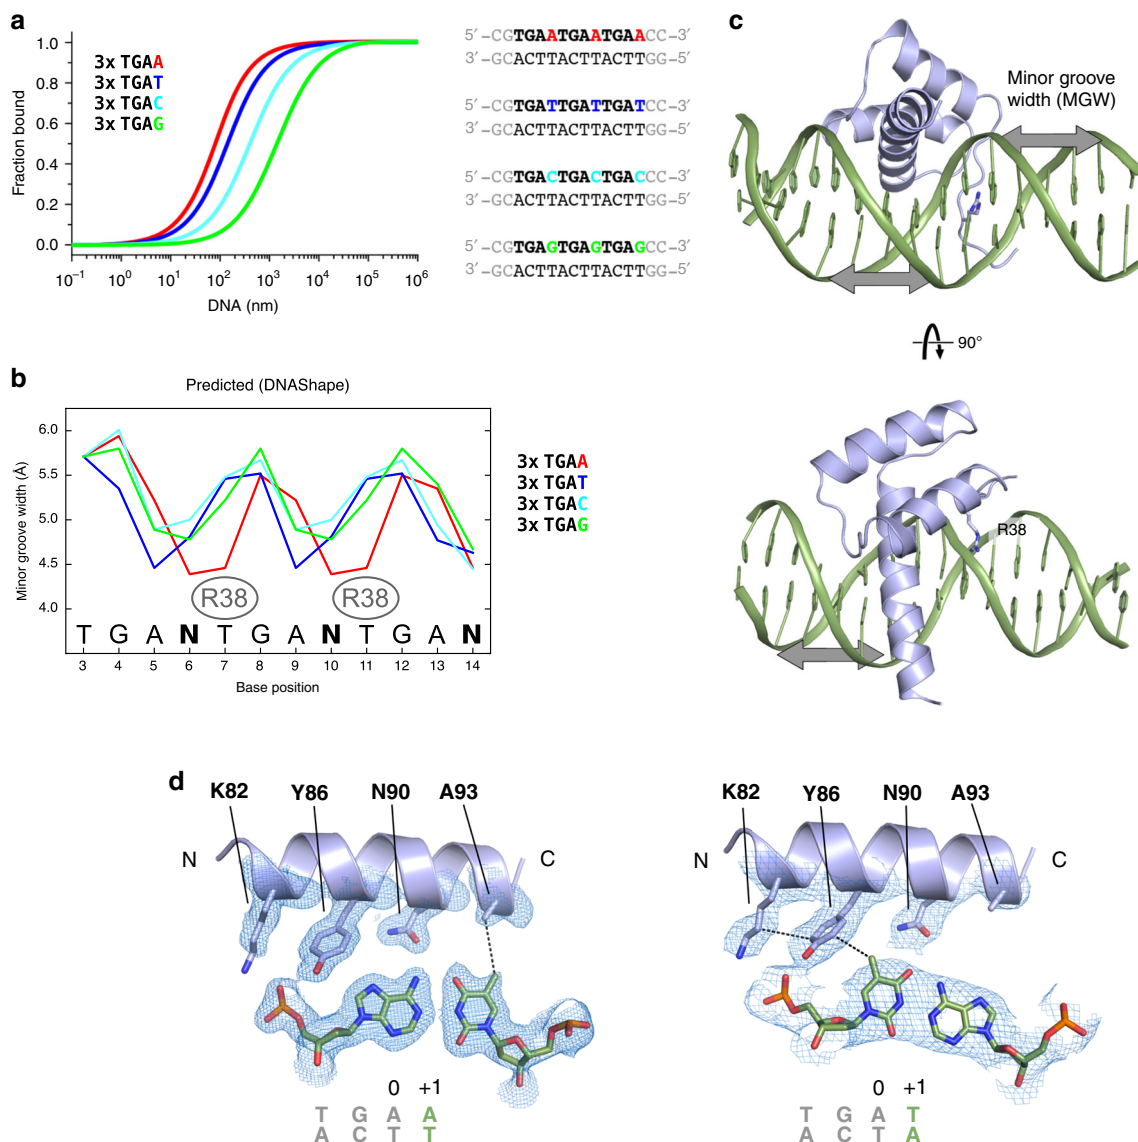 a
1.0
0.8
0.6
0.4
0.2
0.0
Fraction bound
3x TGAA
3x TGAT
3x TGAC
3x TGAG
10−1 100 101 102 103 104 105 106
DNA (nm)
5′–CGTGAATGAATGAACC–3′
3′–GCACTTACTTACTTGG–5′
5′–CGTGATTGATTGATCC–3′
3′–GCACTTACTTACTTGG–5′
5′–CGTGACTGACTGACCC–3′
3′–GCACTTACTTACTTGG–5′
5′–CGTGAGTGAGTGAGCC–3′
3′–GCACTTACTTACTTGG–5′
c
Minor groove
width (MGW)
90°
R38
b
Predicted (DNAShape)
6.0
5.5
5.0
4.5
4.0
Minor groove width (Å)
R38 R38
T G A N T G A N T G A N
3 4 5 6 7 8 9 10 11 12 13 14
Base position
3x TGAA
3x TGAT
3x TGAC
3x TGAG
d
K82 Y86 N90 A93
N C
0 +1
T G A A
A C T T
K82 Y86 N90 A93
N C
0 +1
T G A T
A C T A